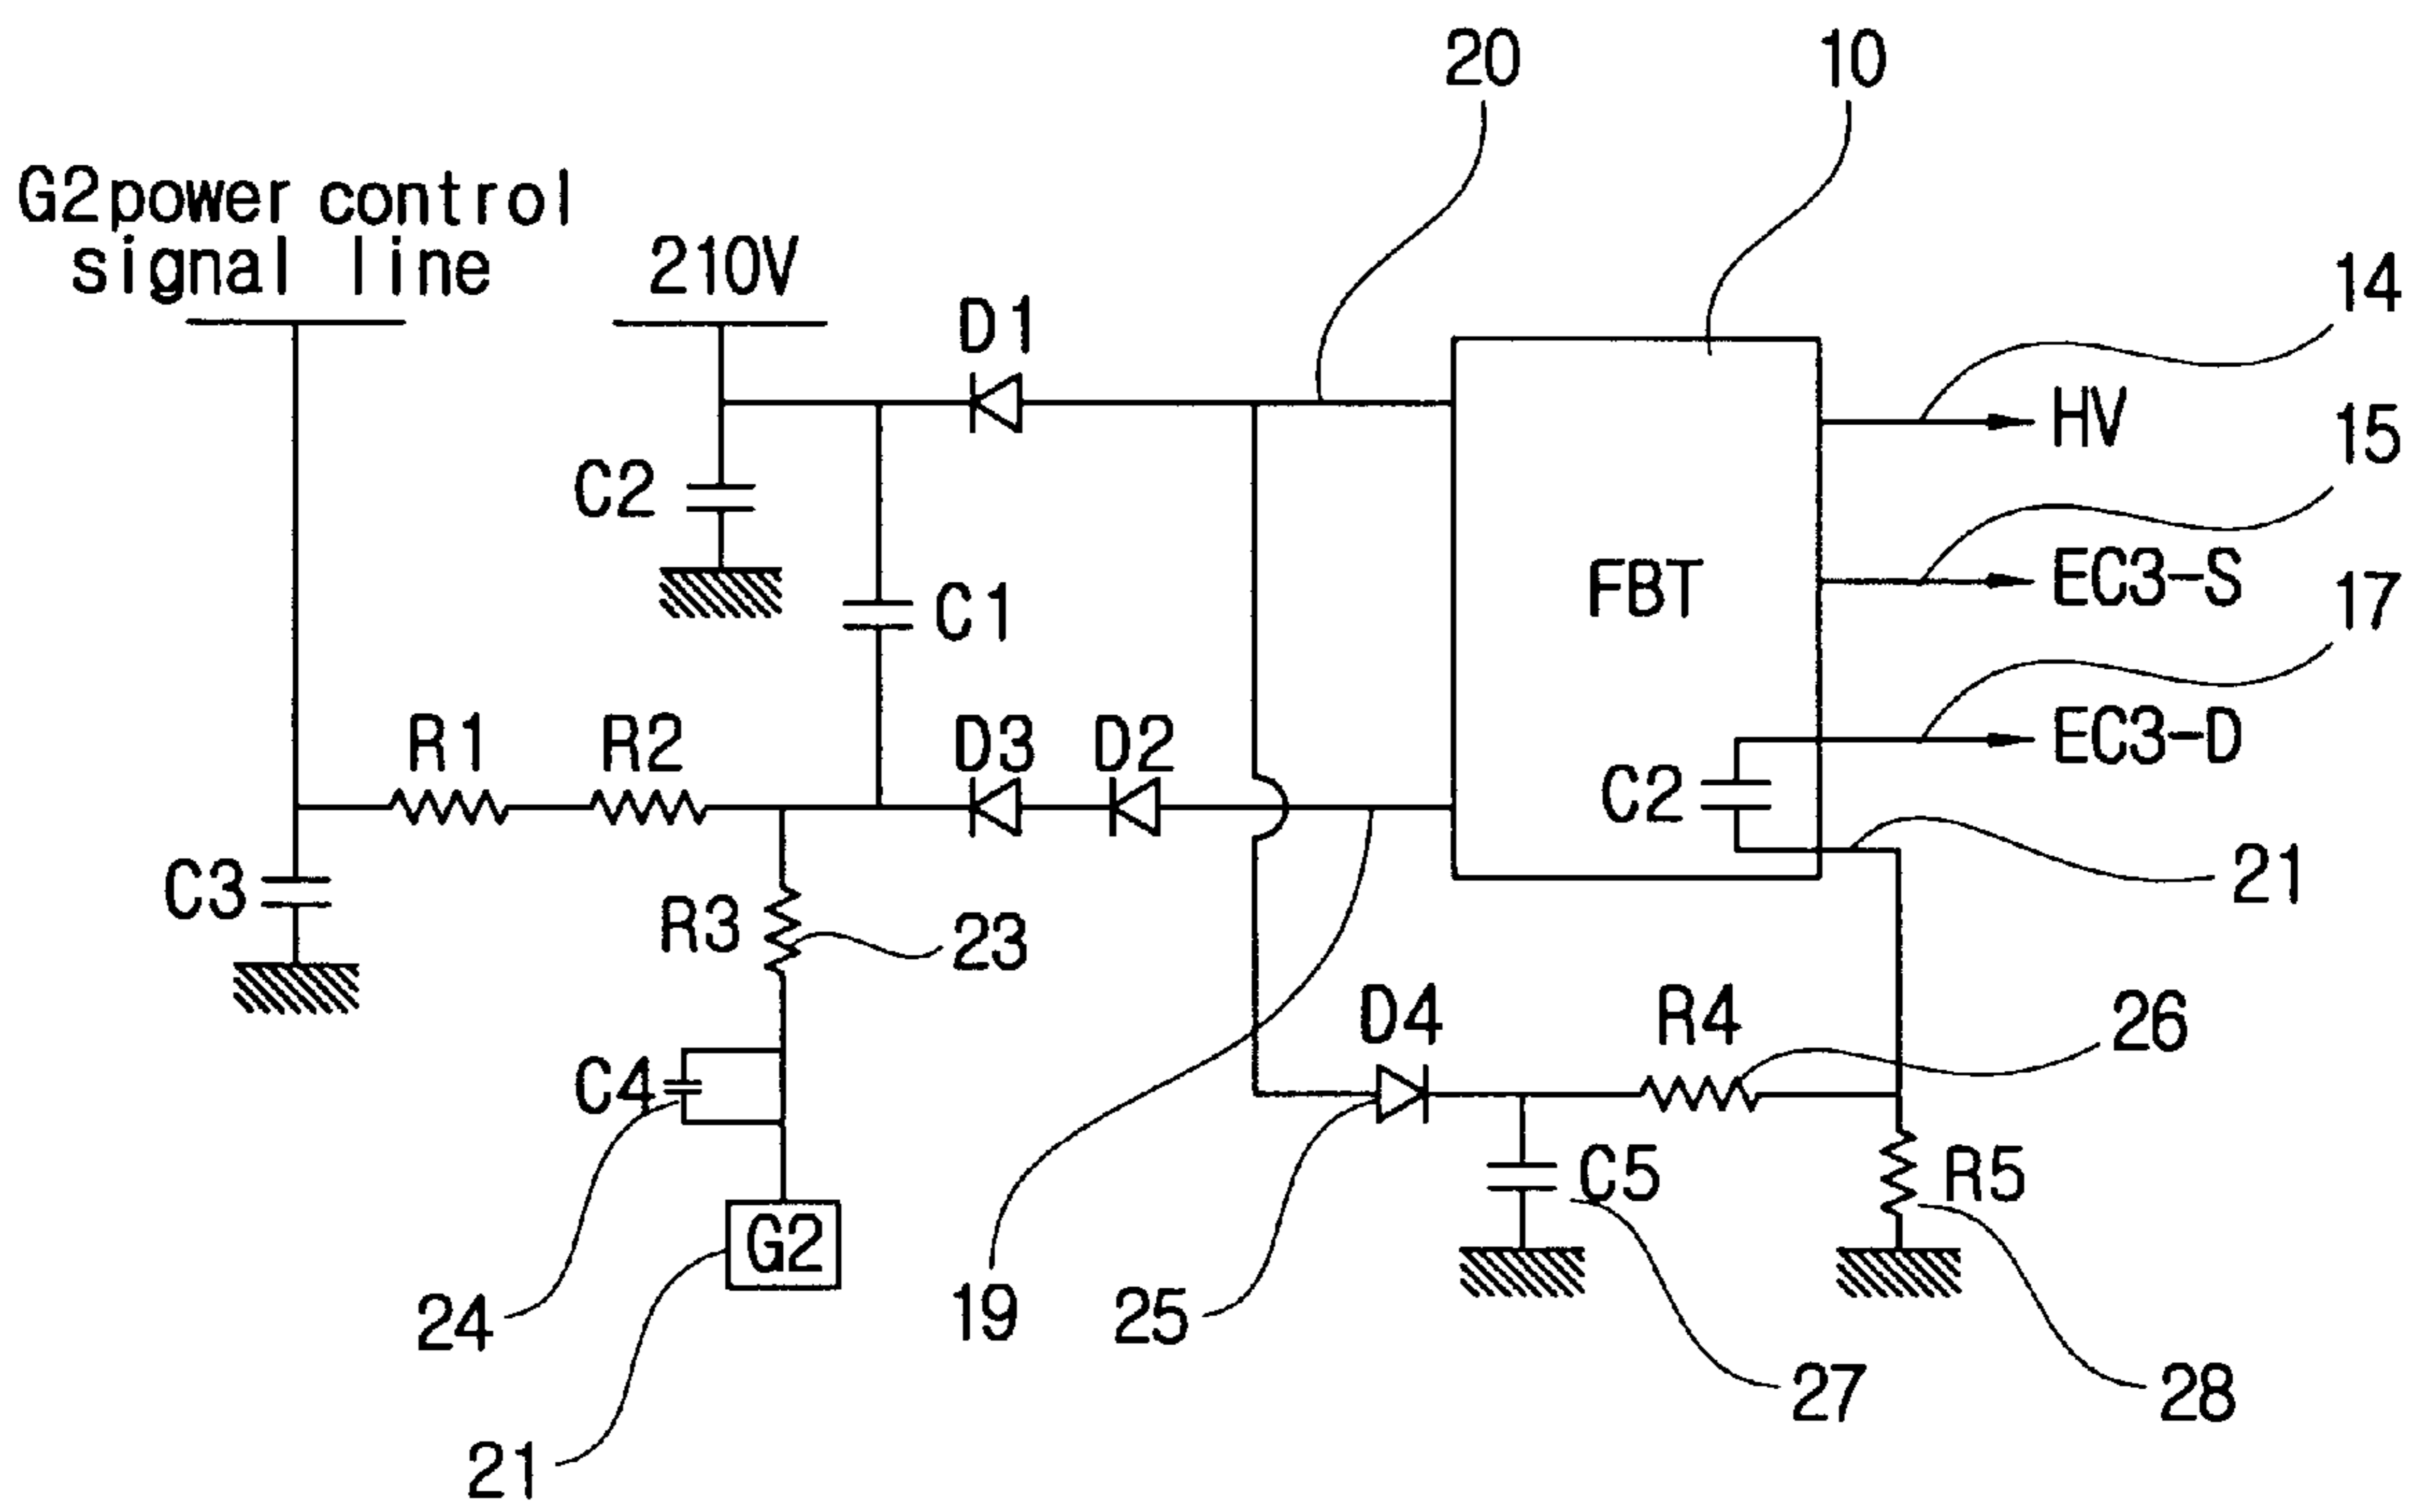 20
10
G2power control
signal line
210V
D1
14
HV
15
C2
EC3-S
C1
FBT
17
R1
R2
D3
D2
EC3-D
C2
C3
R3
23
21
D4
R4
26
C4
C5
R5
G2
24
19
25
27
28
21